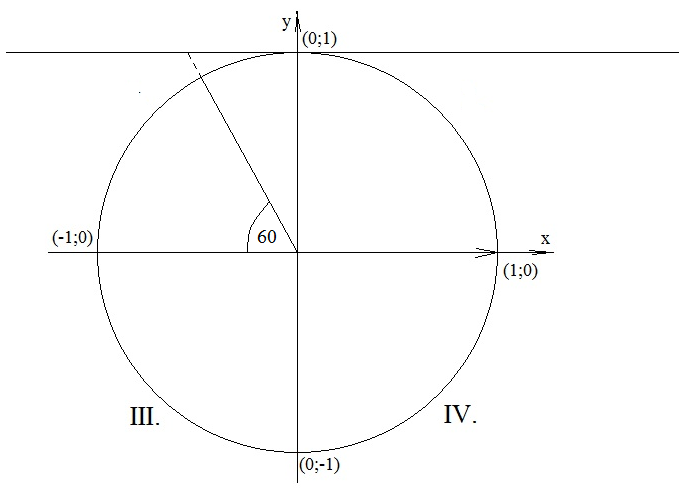 y
(0;1)
(-1;0)
60
x
(1;0)
III.
IV.
(0;-1)